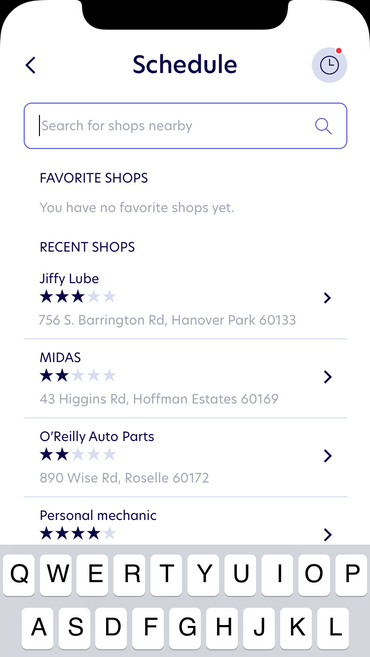 Schedule
Search for shops nearby
FAVORITE SHOPS
You have no favorite shops yet.
RECENT SHOPS
Jiffy Lube
756 S. Barrington Rd, Hanover Park 60133
MIDAS
43 Higgins Rd, Hoffman Estates 60169
O'Reilly Auto Parts
890 Wise Rd, Roselle 60172
Personal mechanic
Q W E R T Y U I O P
A S D F G H J K L